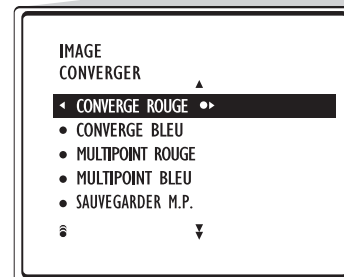 IMAGE
CONVERGER
CONVERGE ROUGE
CONVERGE BLEU
MULTIPOINT ROUGE
MULTIPOINT BLEU
SAUVEGARDER M.P.